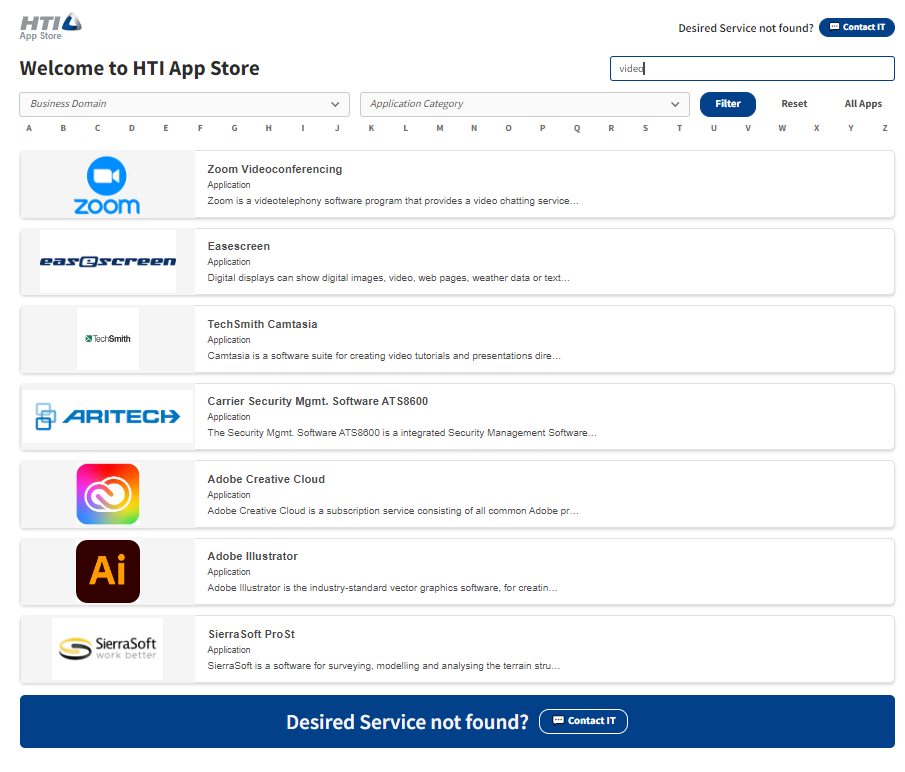 HTI
App Store
Desired Service not found? Contact IT
Welcome to HTI App Store
video
Business Domain
Application Category
Filter
Reset
All Apps
A B C D E F G H I J K L M N O P Q R S T U V W X Y Z
zoom
Zoom Videoconferencing
Application
Zoom is a videotelephony software program that provides a video chatting service...
easescreen
Easescreen
Application
Digital displays can show digital images, video, web pages, weather data or text...
TechSmith
TechSmith Camtasia
Application
Camtasia is a software suite for creating video tutorials and presentations dire...
ARITECH
Carrier Security Mgmt. Software ATS8600
Application
The Security Mgmt. Software ATS8600 is a integrated Security Management Software...
Adobe Creative Cloud
Application
Adobe Creative Cloud is a subscription service consisting of all common Adobe pr...
Ai
Adobe Illustrator
Application
Adobe Illustrator is the industry-standard vector graphics software, for creatin...
SierraSoft
work better
SierraSoft ProSt
Application
SierraSoft is a software for surveying, modelling and analysing the terrain stru...
Desired Service not found? Contact IT